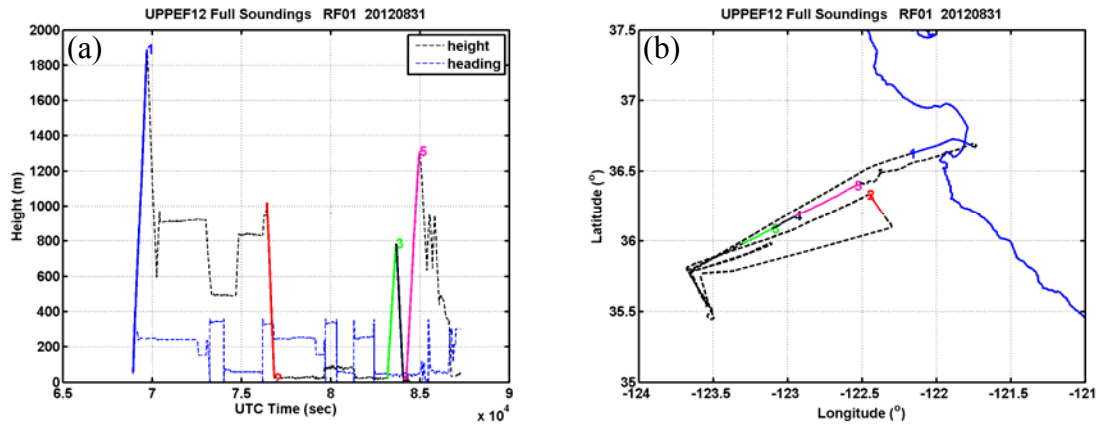 UPPEF12 Full Soundings RF01 20120831
(a)
height
heading
1
5
3
2
2000
1800
1600
1400
1200
1000
800
600
400
200
0
Height (m)
6.5 7 7.5 8 8.5 9
UTC Time (sec)
x 10⁴
UPPEF12 Full Soundings RF01 20120831
(b)
1
5
2
4
3
37.5
37
36.5
36
35.5
35
Latitude (°)
-124 -123.5 -123 -122.5 -122 -121.5 -121
Longitude (°)